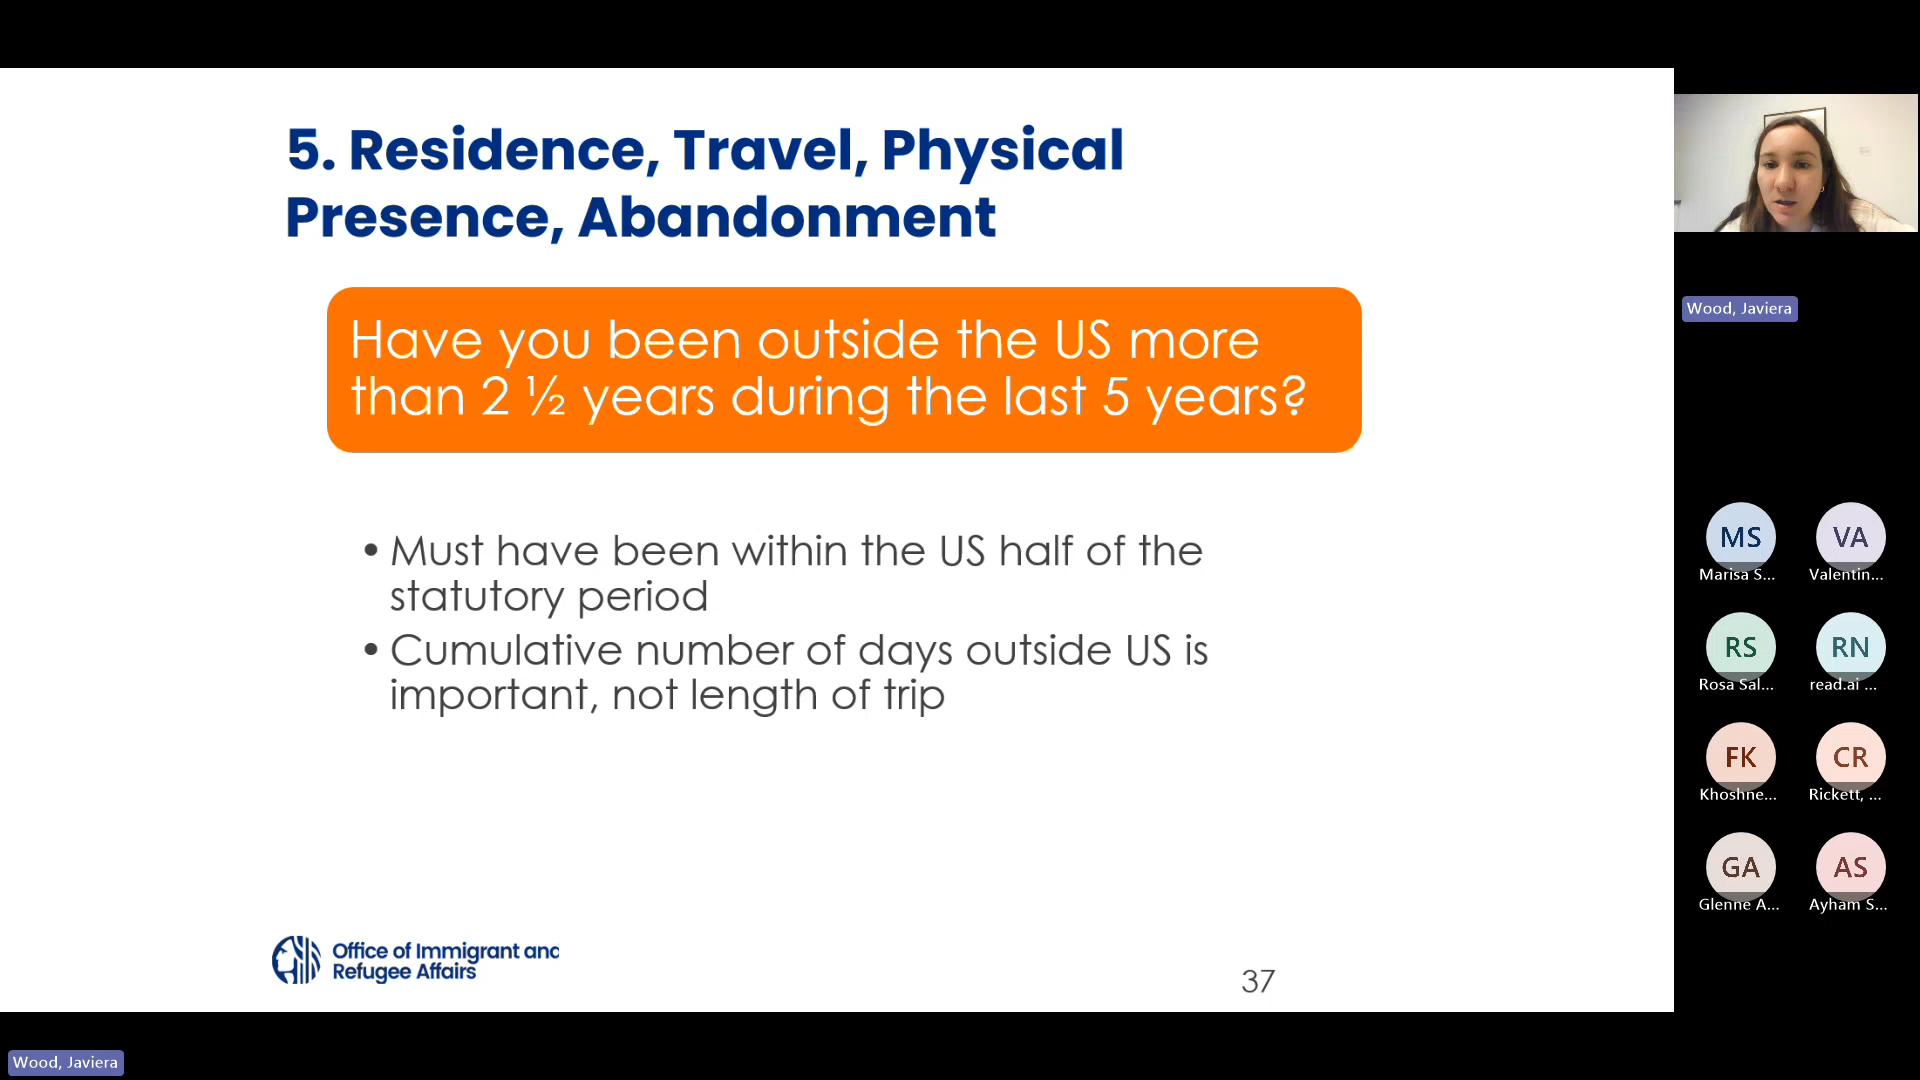 5. Residence, Travel, Physical
Presence, Abandonment
Have you been outside the US more
than 2 ½ years during the last 5 years?
• Must have been within the US half of the
statutory period
• Cumulative number of days outside US is
important, not length of trip
Office of Immigrant and
Refugee Affairs
37
Wood, Javiera
MS
Marisa S...
VA
Valentin...
RS
Rosa Sal...
RN
read.ai ...
FK
Khoshne...
CR
Rickett, ...
GA
Glenne A...
AS
Ayham S...
Wood, Javiera